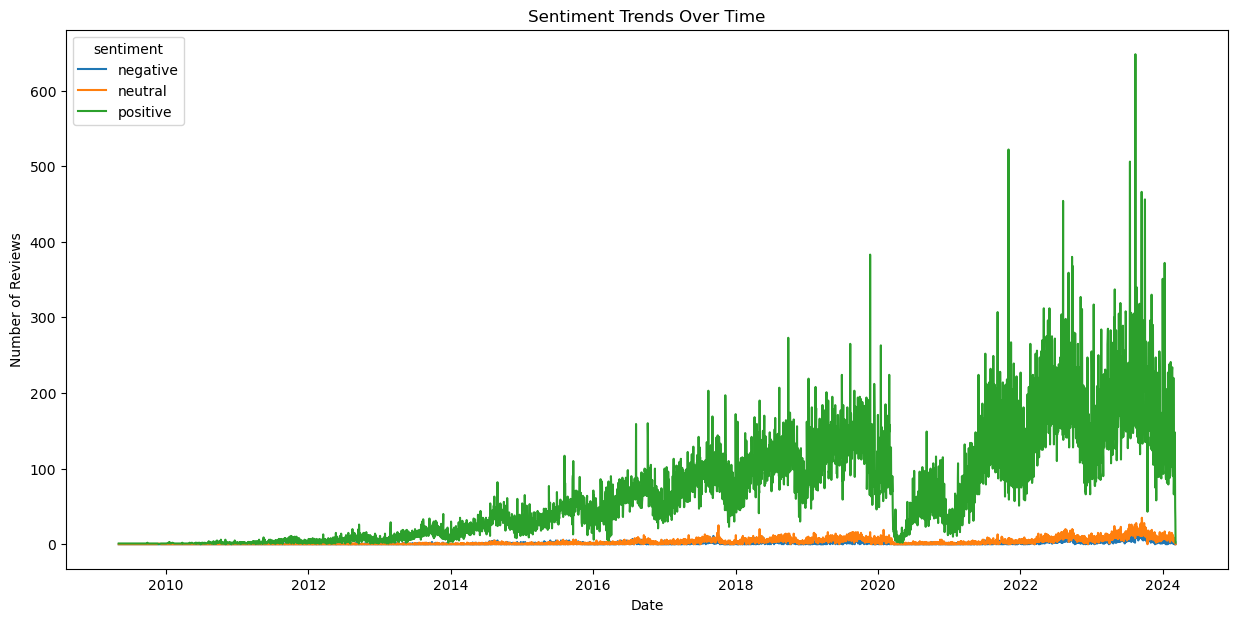 Sentiment Trends Over Time
sentiment
negative
neutral
positive
Number of Reviews
600
500
400
300
200
100
0
2010 2012 2014 2016 2018 2020 2022 2024
Date